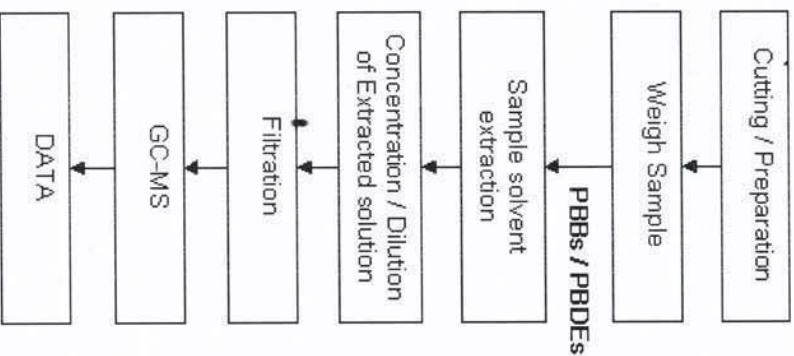 Cutting / Preparation
Weigh Sample
PBBs / PBDEs
Sample solvent
extraction
Concentration / Dilution
of Extracted solution
Filtration
GC-MS
DATA